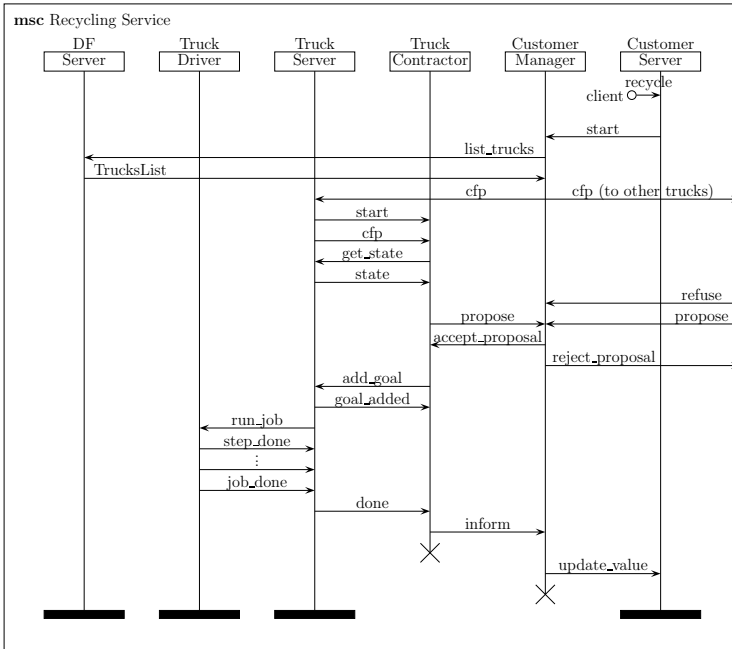 msc Recycling Service
DF Server
Truck Driver
Truck Server
Truck Contractor
Customer Manager
Customer Server
recycle
client
start
list_trucks
TrucksList
cfp
cfp (to other trucks)
start
cfp
get_state
state
refuse
propose
propose
accept_proposal
reject_proposal
add_goal
goal_added
run_job
step_done
⋮
job_done
done
inform
update_value